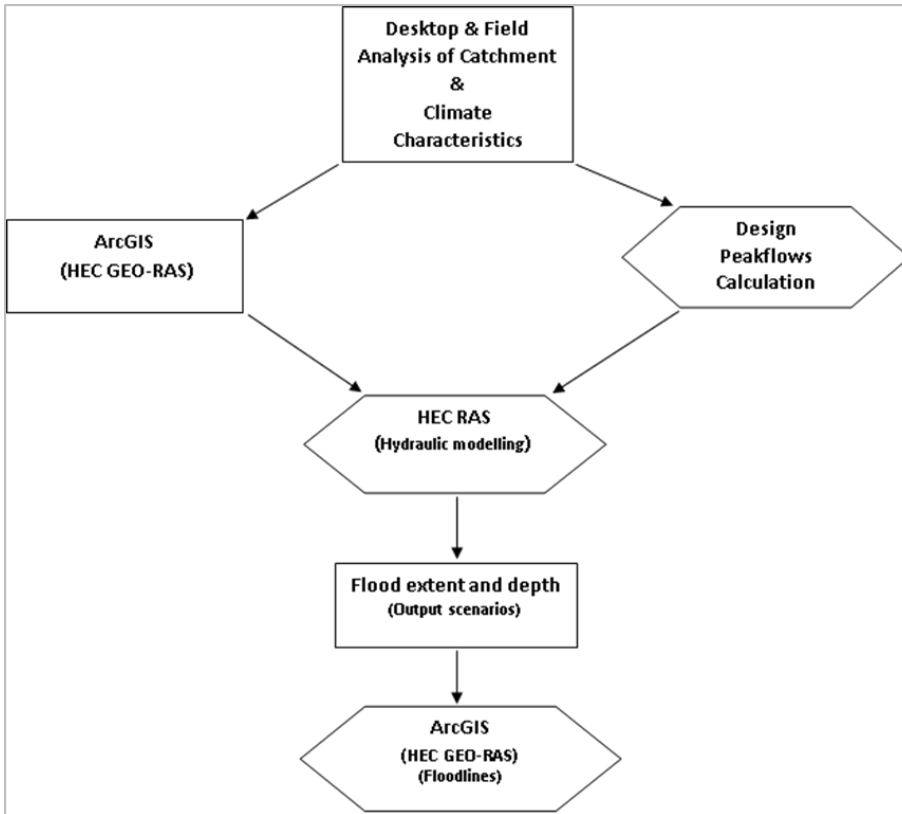 Desktop & Field
Analysis of Catchment
&
Climate
Characteristics
ArcGIS
(HEC GEO-RAS)
Design
Peakflows
Calculation
HEC RAS
(Hydraulic modelling)
Flood extent and depth
(Output scenarios)
ArcGIS
(HEC GEO-RAS)
(Floodlines)